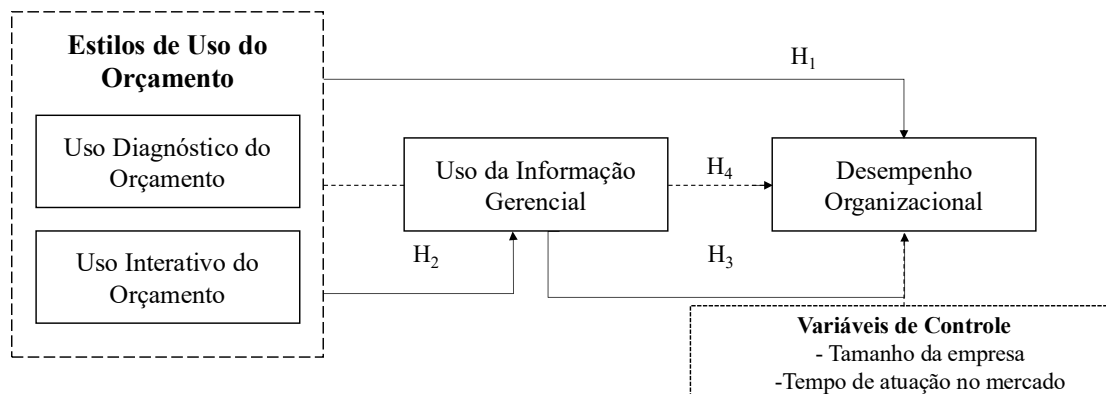 Estilos de Uso do
Orçamento
H1
Uso Diagnóstico do
Orçamento
Uso da Informação
Gerencial
H4
Desempenho
Organizacional
Uso Interativo do
Orçamento
H2
H3
Variáveis de Controle
- Tamanho da empresa
-Tempo de atuação no mercado